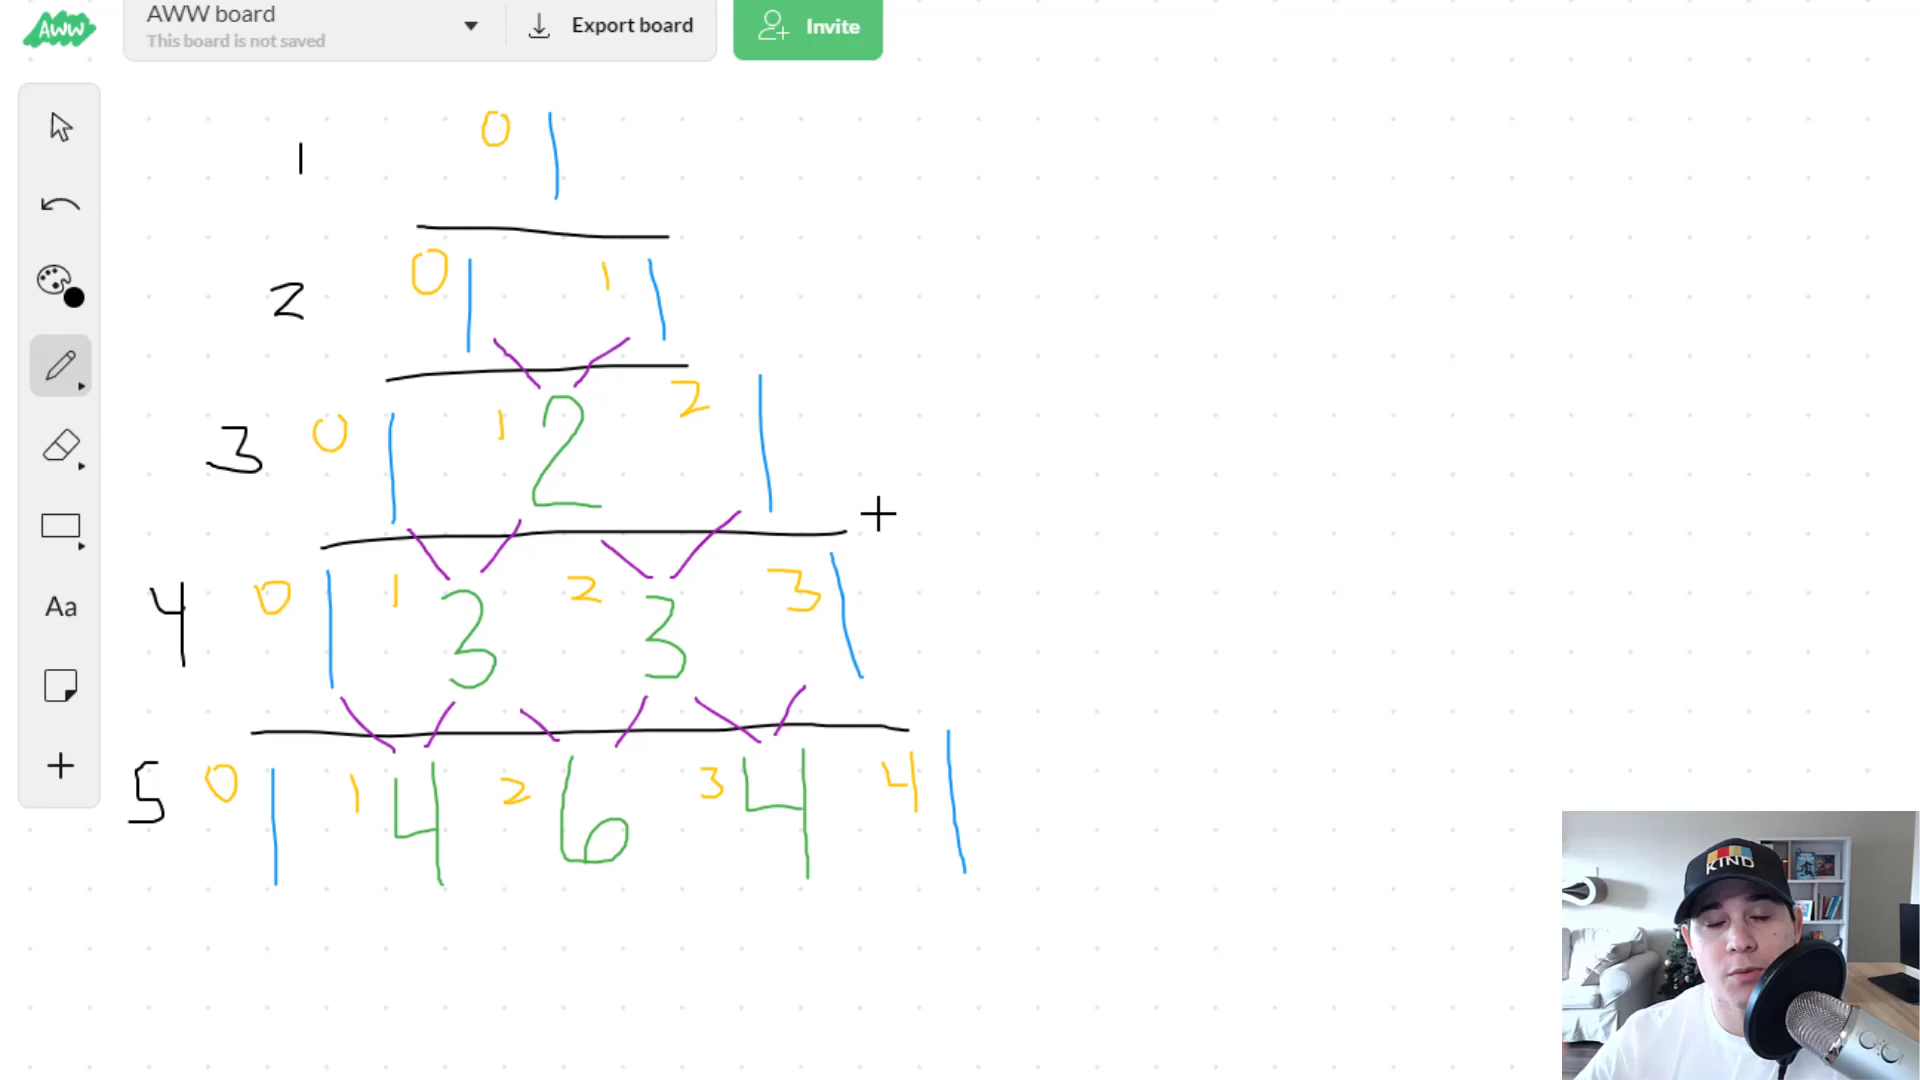 AWW
AWW board
This board is not saved
Export board
Invite
0 1
1
0 1 1 1
2
0 1 1 2 2 1
3
0 1 1 3 2 3 3 1
4
Aa
5 0 1 1 4 2 6 3 4 4 1
KIND